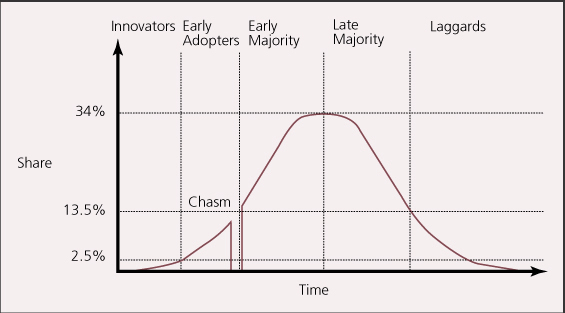 Innovators
Early
Adopters
Early
Majority
Late
Majority
Laggards
34%
Share
Chasm
13.5%
2.5%
Time